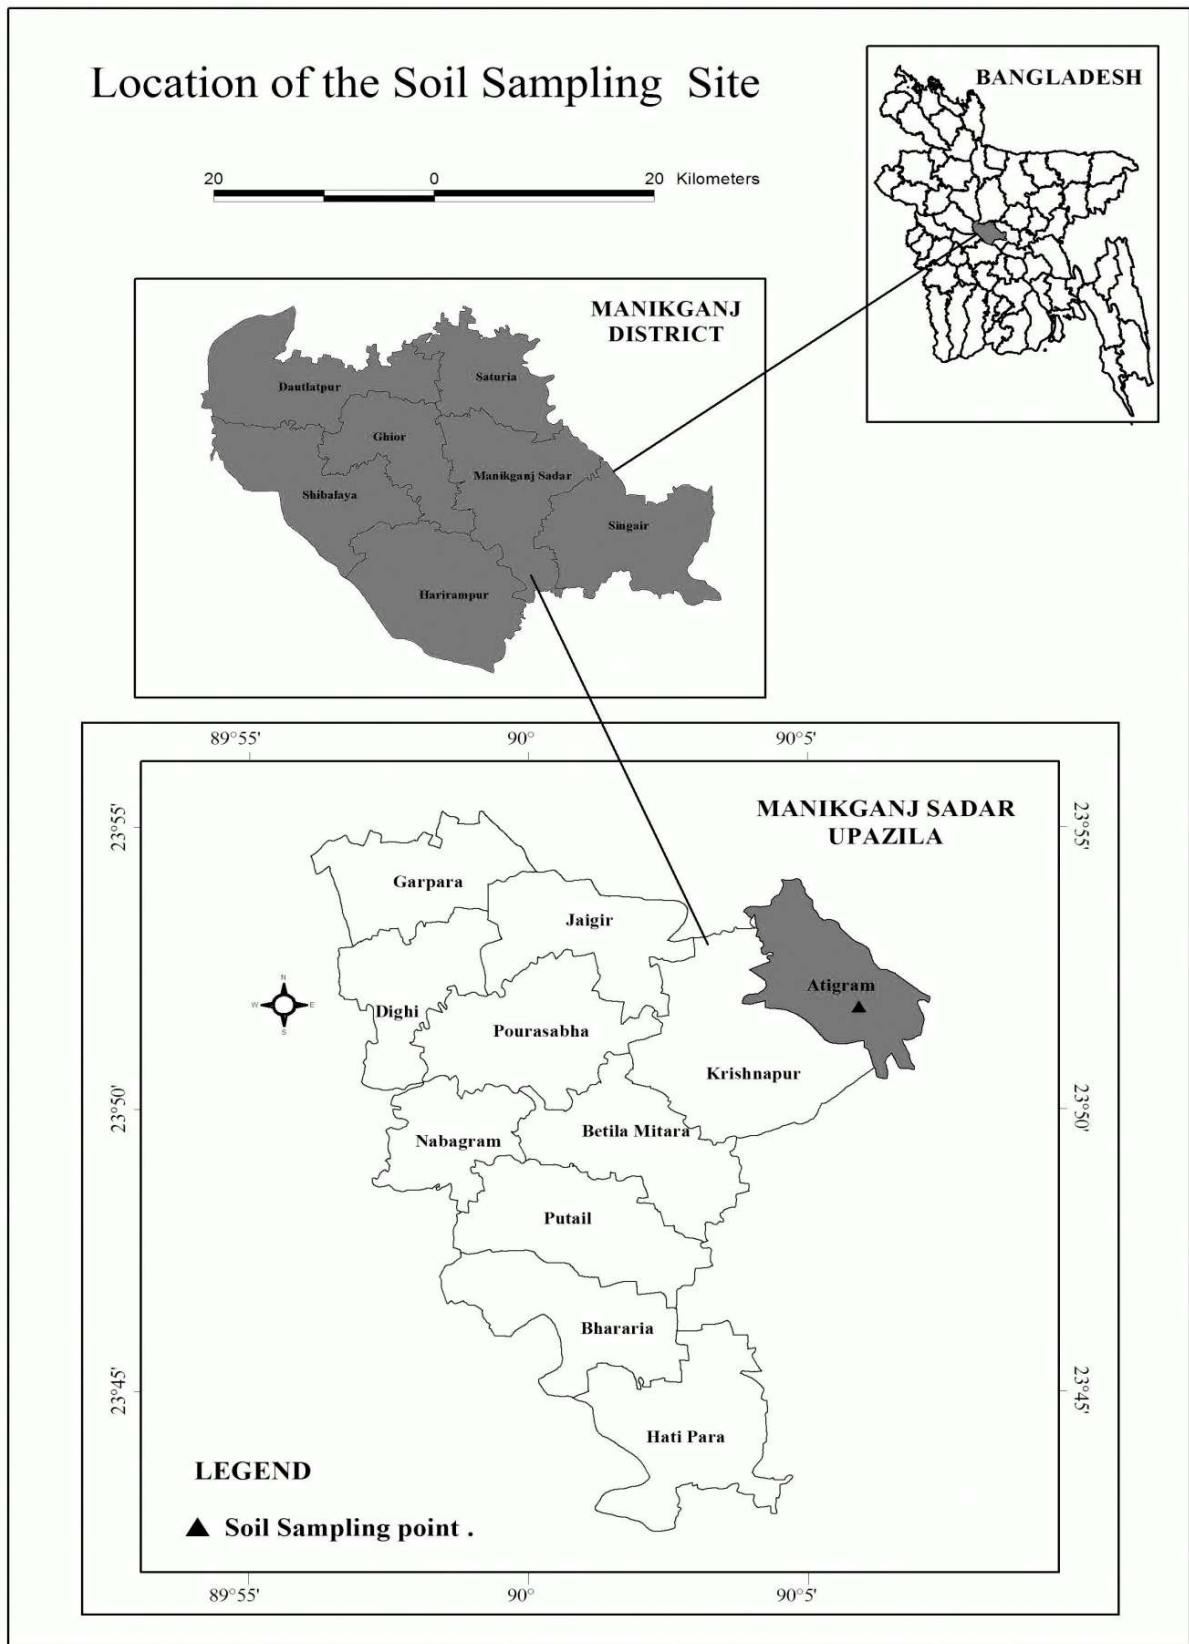 Location of the Soil Sampling Site
BANGLADESH
20 0 20 Kilometers
MANIKGANJ
DISTRICT
Dautlatpur
Saturia
Ghior
Manikganj Sadar
Shibalaya
Singair
Harirampur
89°55' 90° 90°5'
MANIKGANJ SADAR
UPAZILA
23°55' 23°55'
Garpara
Jaigir
Atigram
N
W E
S
Dighi
Pourasabha
Krishnapur
23°50' 23°50'
Nabagram
Betila Mitara
Putail
Bhararia
23°45' 23°45'
Hati Para
LEGEND
Soil Sampling point .
89°55' 90° 90°5'